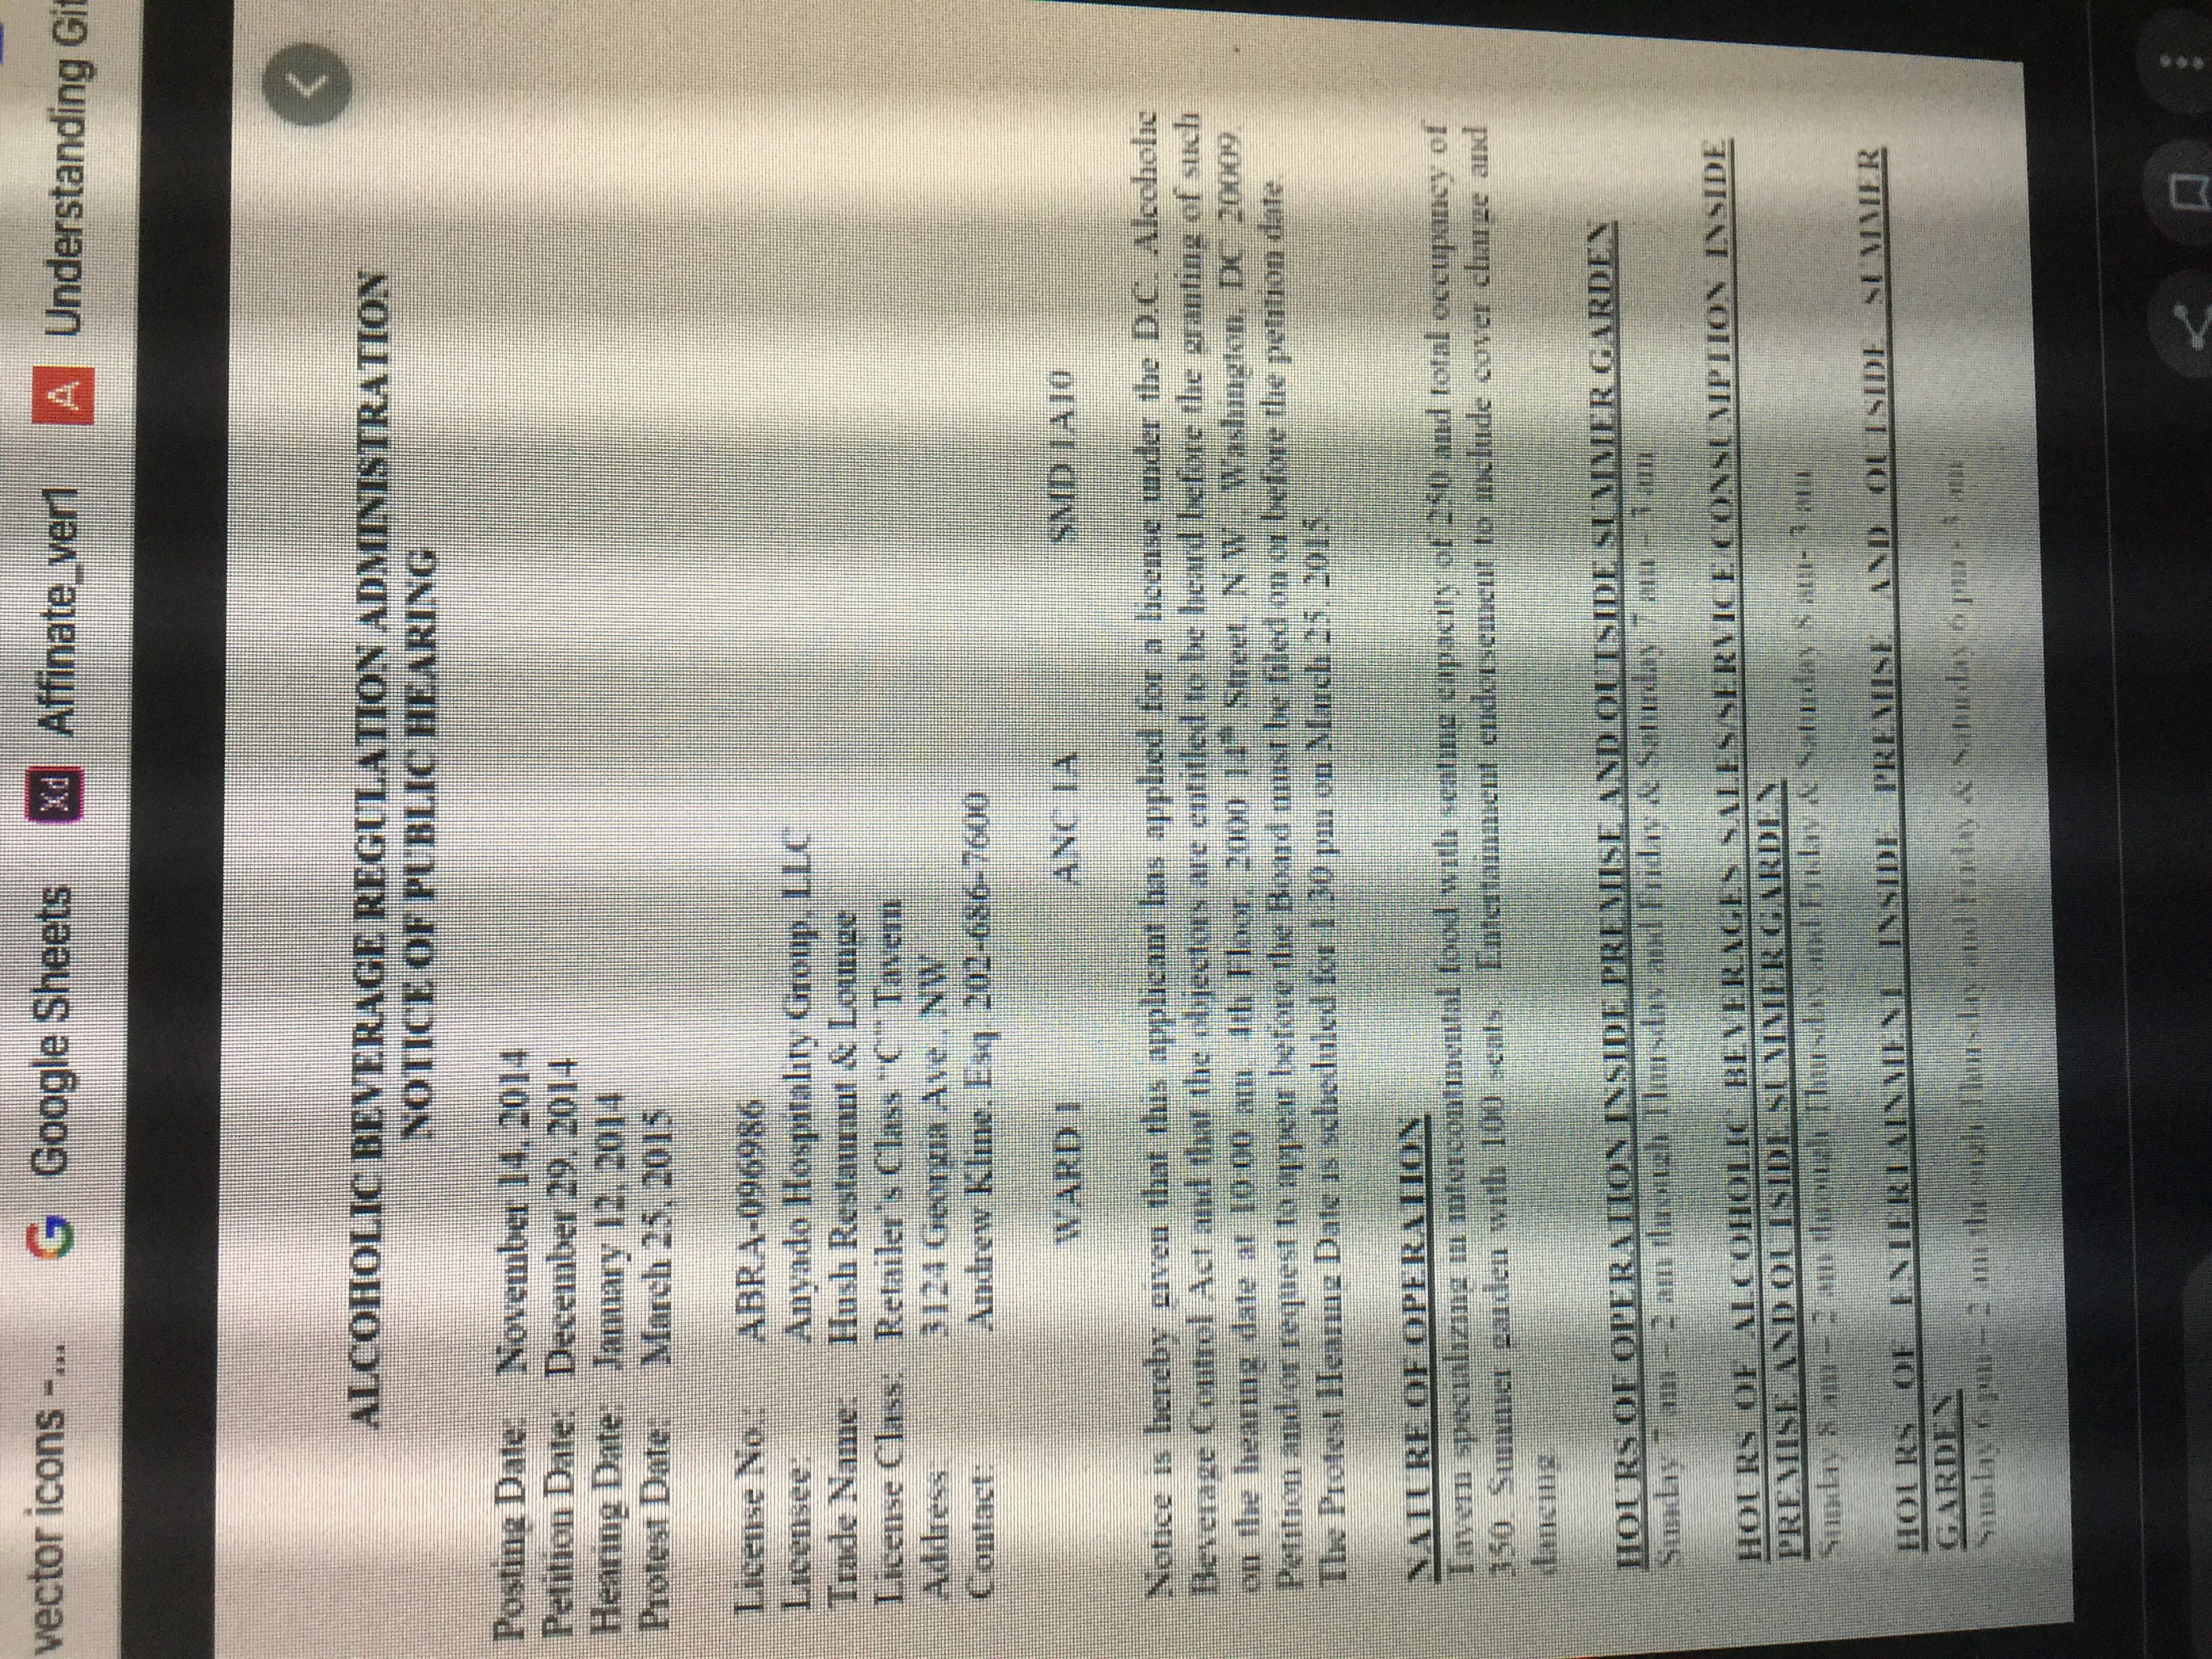 vector icons -...
Google Sheets
Xd
Affinate_ver1
A
Understanding Git
ALCOHOLIC BEVERAGE REGULATION ADMINISTRATION
NOTICE OF PUBLIC HEARING
Posting Date: November 14, 2014
Petition Date: December 29, 2014
Hearing Date: January 12, 2014
Protest Date: March 25, 2015
License No.: ABRA-096986
Licensee: Anyado Hospitality Group, LLC
Trade Name: Hush Restaurant & Lounge
License Class: Retailer's Class "C" Tavern
Address: 3124 Georgia Ave., NW
Contact: Andrew Kline, Esq. 202-686-7600
WARD 1 ANC 1A SMD 1A10
Notice is hereby given that this applicant has applied for a license under the D.C. Alcoholic
Beverage Control Act and that the objectors are entitled to be heard before the granting of such
on the hearing date at 10:00 am, 4th Floor, 2000 14th Street, N.W., Washington, DC 20009.
Petition and/or request to appear before the Board must be filed on or before the petition date.
The Protest Hearing Date is scheduled for 1:30 pm on March 25, 2015.
NATURE OF OPERATION
Tavern specializing in intercontinental food with seating capacity of 250 and total occupancy of
350. Summer garden with 100 seats. Entertainment endorsement to include cover charge and
dancing
HOURS OF OPERATION INSIDE PREMISE AND OUTSIDE SUMMER GARDEN
Sunday 7 am – 2 am through Thursday and Friday & Saturday 7 am – 3 am
HOURS OF ALCOHOLIC BEVERAGES SALES/SERVICE/CONSUMPTION INSIDE
PREMISE AND OUTSIDE SUMMER GARDEN
Sunday 8 am – 2 am through Thursday and Friday & Saturday 8 am- 3 am
HOURS OF ENTERTAINMENT INSIDE PREMISE AND OUTSIDE SUMMER
GARDEN
Sunday 6 pm – 2 am through Thursday and Friday & Saturday 6 pm - 3 am